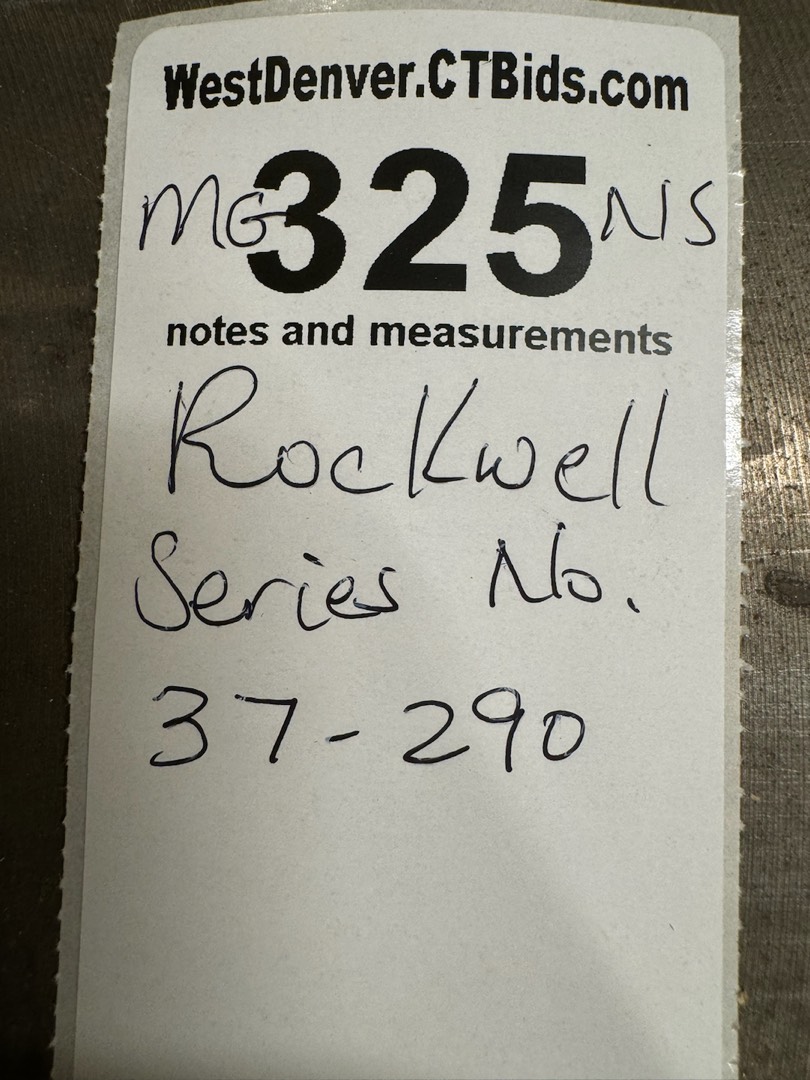 WestDenver.CTBids.com
MG 325 NS
notes and measurements
Rockwell
Series No.
37-290